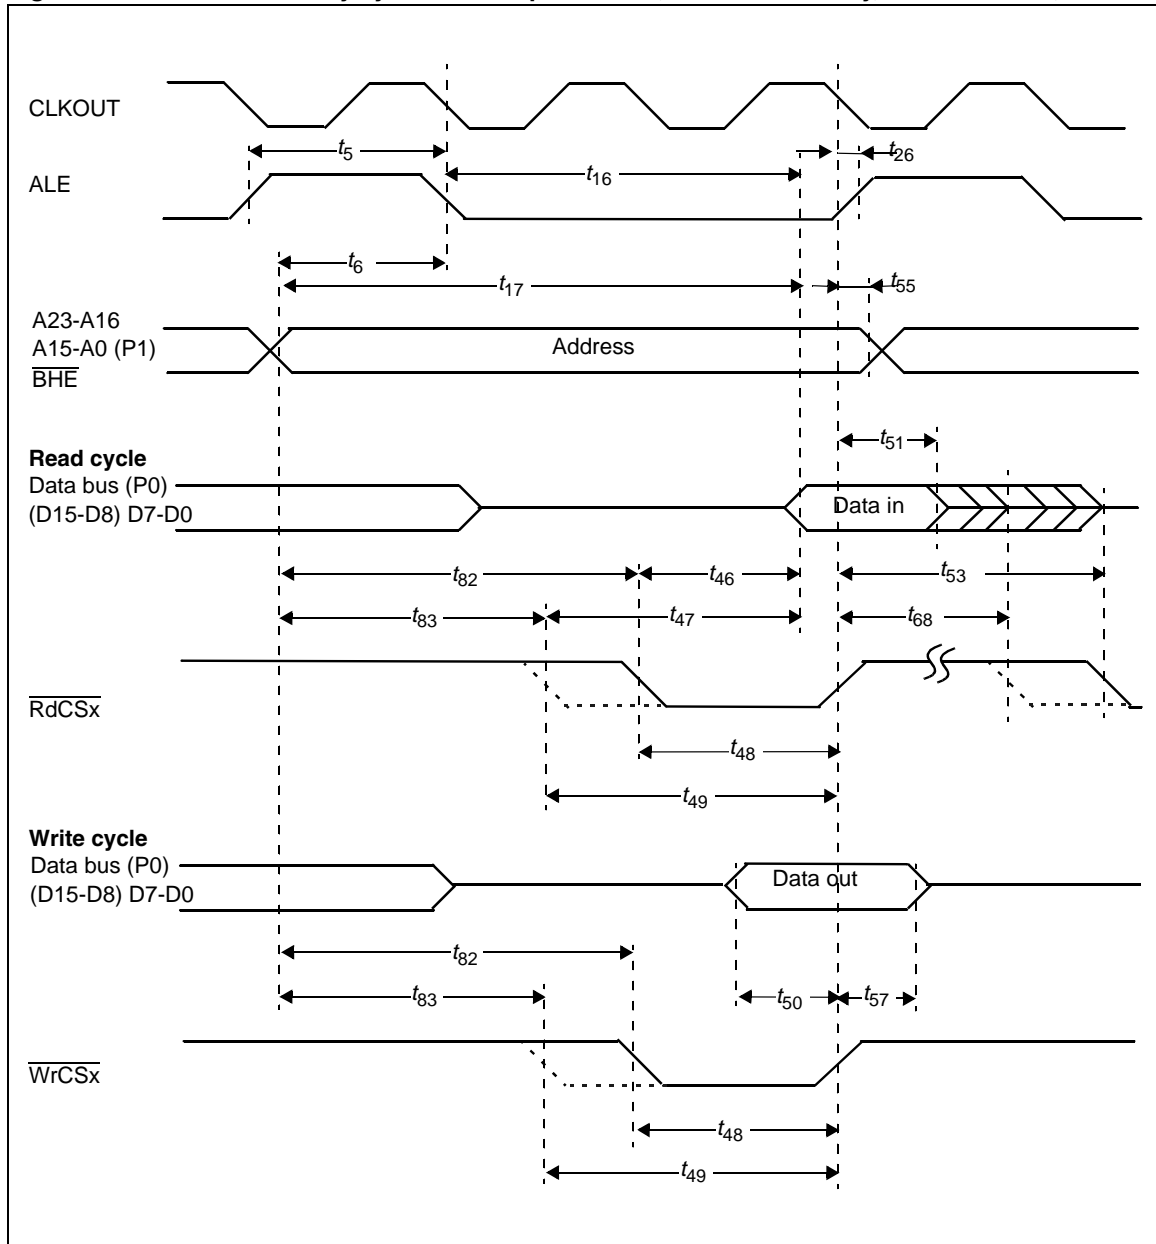 CLKOUT
t5
t26
ALE
t16
t6
t17
t55
A23-A16
A15-A0 (P1)
Address
BHE
t51
Read cycle
Data bus (P0)
(D15-D8) D7-D0
Data in
t82
t46
t53
t83
t47
t68
RdCSx
t48
t49
Write cycle
Data bus (P0)
(D15-D8) D7-D0
Data out
t82
t83
t50
t57
WrCSx
t48
t49